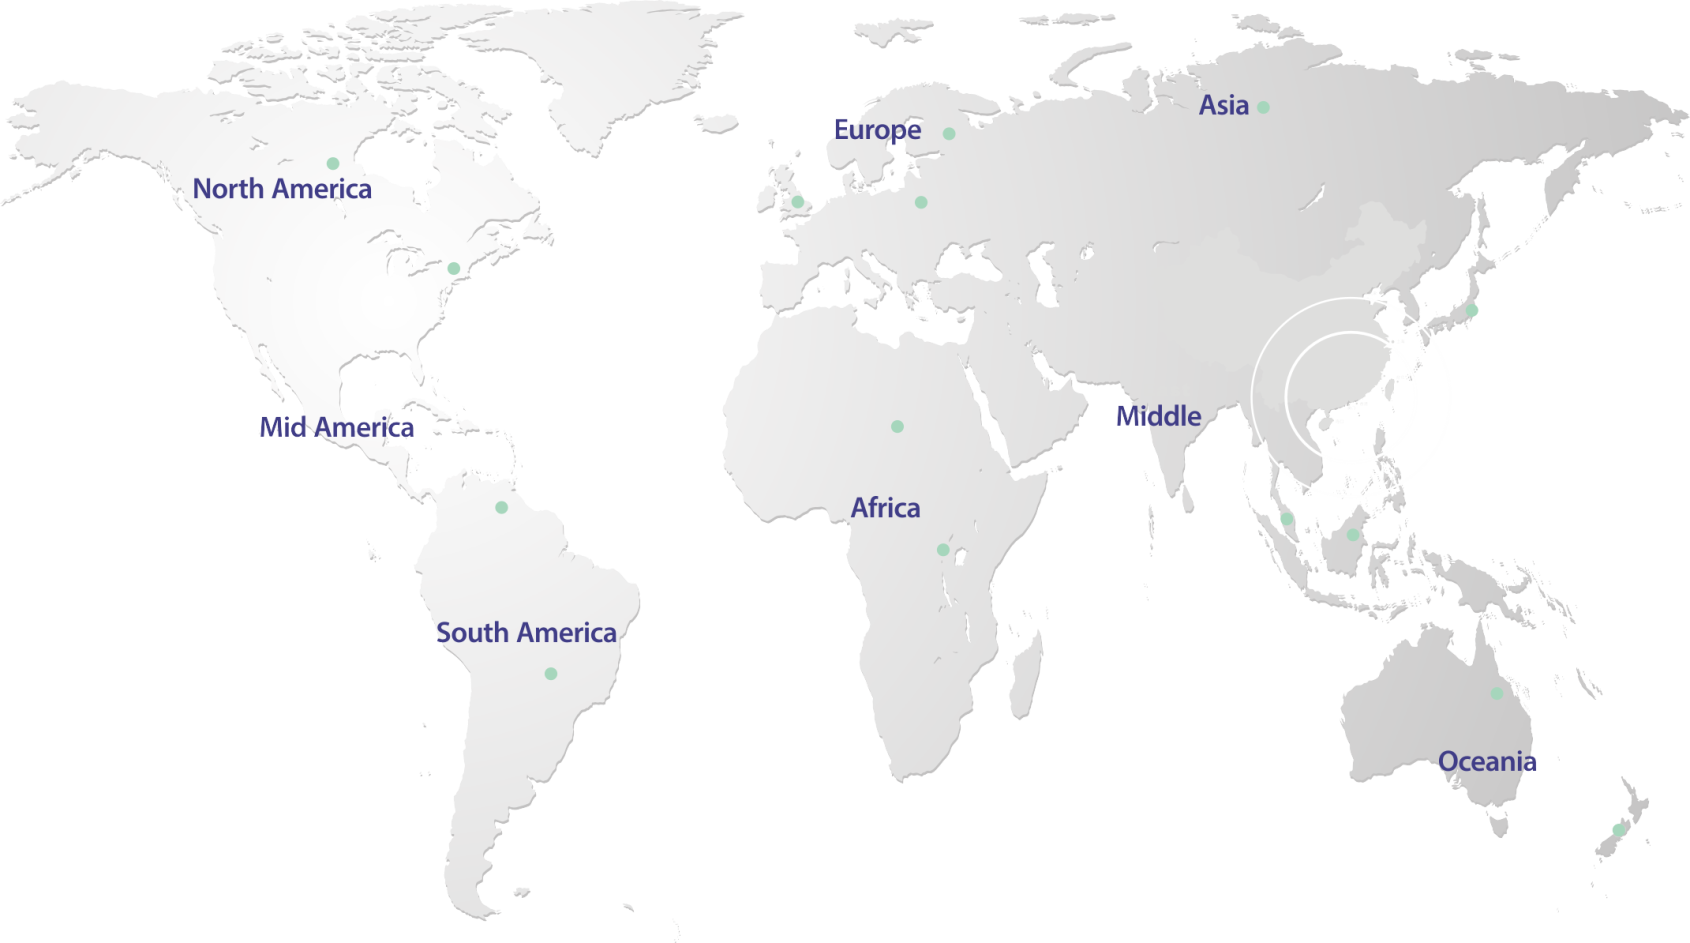 Asia
Europe
North America
Middle
Mid America
Africa
South America
Oceania